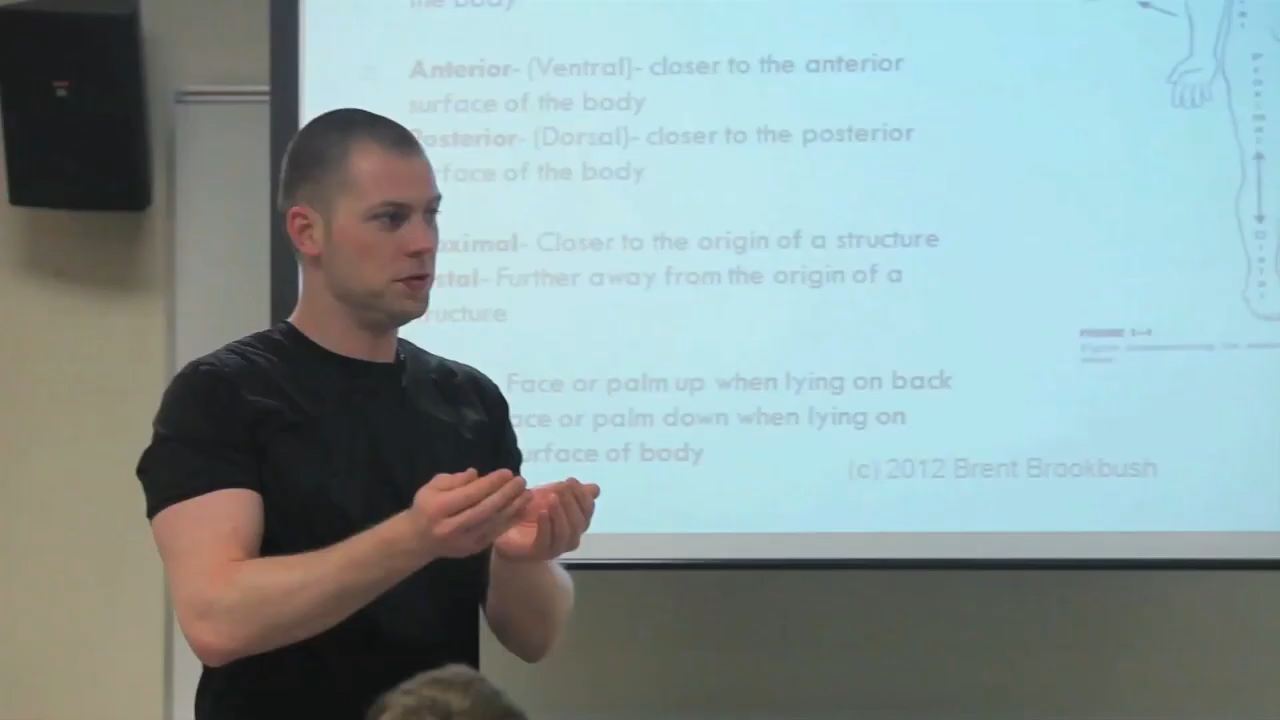 the body
Anterior- (Ventral)- closer to the anterior
surface of the body
Posterior- (Dorsal)- closer to the posterior
rface of the body
oximal- Closer to the origin of a structure
stal- Further away from the origin of a
ructure
Face or palm up when lying on back
ace or palm down when lying on
urface of body
(c) 2012 Brent Brookbush
Proximal
Distal